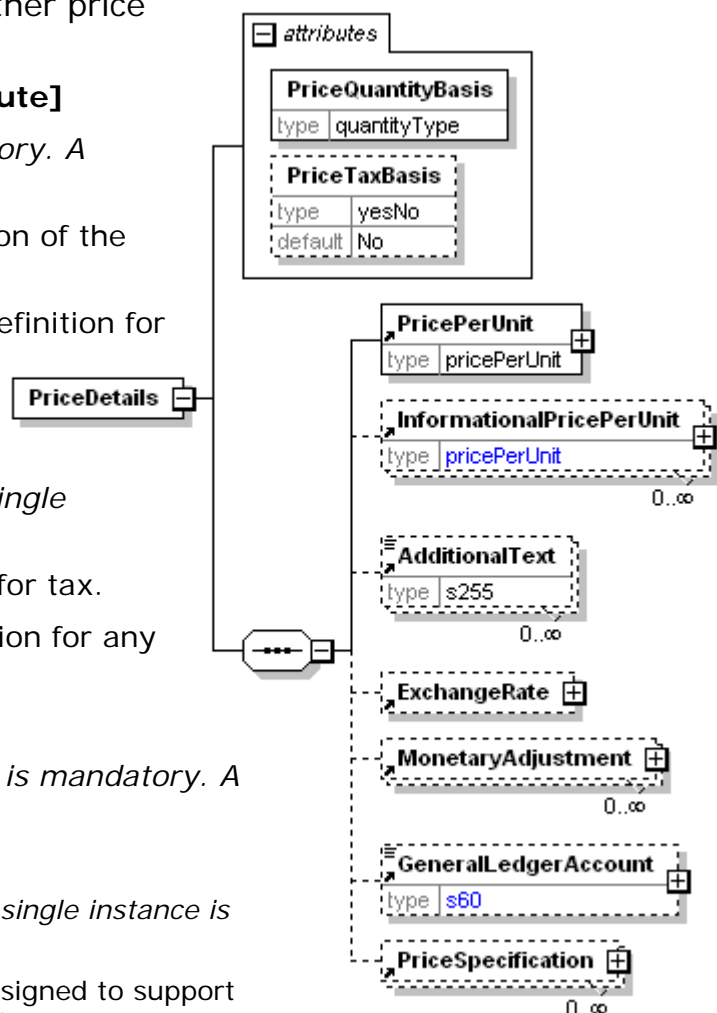 ther price
ute]
ory. A
on of the
efinition for
ingle
for tax.
ion for any
is mandatory. A
single instance is
signed to support
attributes
PriceQuantityBasis
type quantityType
PriceTaxBasis
type yesNo
default No
PriceDetails
PricePerUnit
type pricePerUnit
InformationalPricePerUnit
type pricePerUnit
0..∞
AdditionalText
type s255
0..∞
ExchangeRate
MonetaryAdjustment
0..∞
GeneralLedgerAccount
type s60
PriceSpecification
0..∞